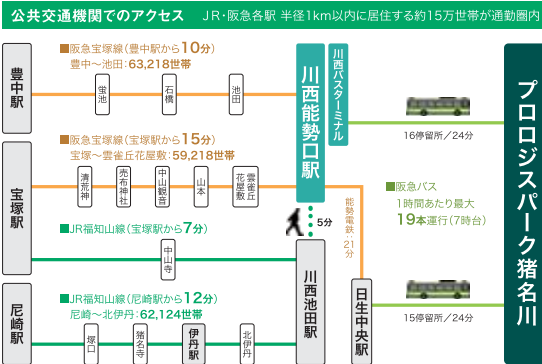 公共交通機関でのアクセス
JR・阪急各駅 半径1km以内に居住する約15万世帯が通勤圏内
豊中駅
■阪急宝塚線（豊中駅から10分）
豊中～池田：63,218世帯
蛍池
石橋
池田
川西能勢口駅
川西バスターミナル
16停留所／24分
プロロジスパーク猪名川
宝塚駅
■阪急宝塚線（宝塚駅から15分）
宝塚～雲雀丘花屋敷：59,218世帯
清荒神
売布神社
中山観音
山本
雲雀丘
花屋敷
■阪急バス
1時間あたり最大
19本運行（7時台）
能勢電鉄：21分
5分
■JR福知山線（宝塚駅から7分）
中山寺
川西池田駅
日生中央駅
15停留所／24分
尼崎駅
■JR福知山線（尼崎駅から12分）
尼崎～北伊丹：62,124世帯
塚口
猪名寺
伊丹駅
北伊丹